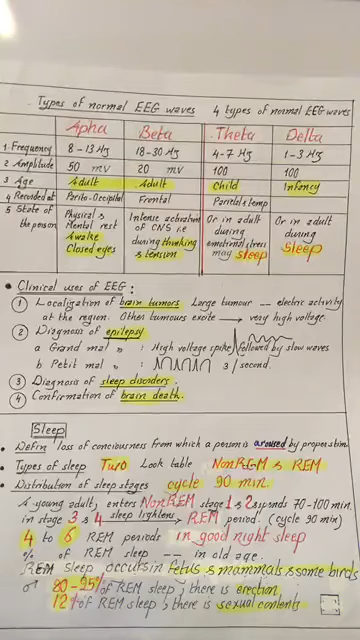 Types of normal EEG waves 4 types of normal EEG waves
Apha Beta Theta Delta
1 Frequency 8-13 Hz 18-30 Hz 4-7 Hz 1-3 Hz
2 Amplitude 50 mv 20 mv 100 100
3 Age Adult Adult Child Infancy
4 Recorded at Parito-Occipital Frontal Parietal & temp
5 State of the person Physical & Mental rest Awake Closed eyes Intense activation of CNS i.e during thinking & tension Or in adult during emotional stress may sleep Or in adult during Sleep
• Clinical uses of EEG:
① Localization of brain tumors Large tumour -- electric activity
at the region. Other tumours excite → very high voltage.
② Diagnosis of epilepsy
a Grand mal : High voltage spike followed by slow waves
b Petit mal : 3/second.
③ Diagnosis of sleep disorders.
④ Confirmation of brain death.
Sleep
• Defin loss of conciousness from which a person is aroused by proper stim
• Types of sleep Two Look table NonREM & REM
• Distribution of sleep stages cycle 90 min.
A young adult, enters NonREM stage 1 & 2 spends 70-100 min.
in stage 3 & 4 sleep lightens → REM period. (cycle 90 min)
4 to 6 REM periods in good night sleep
% of REM sleep -- in old age.
REM sleep occurs in fetus & mammals & some birds
20-25% of REM sleep, there is erection
12% of REM sleep, there is sexual contents